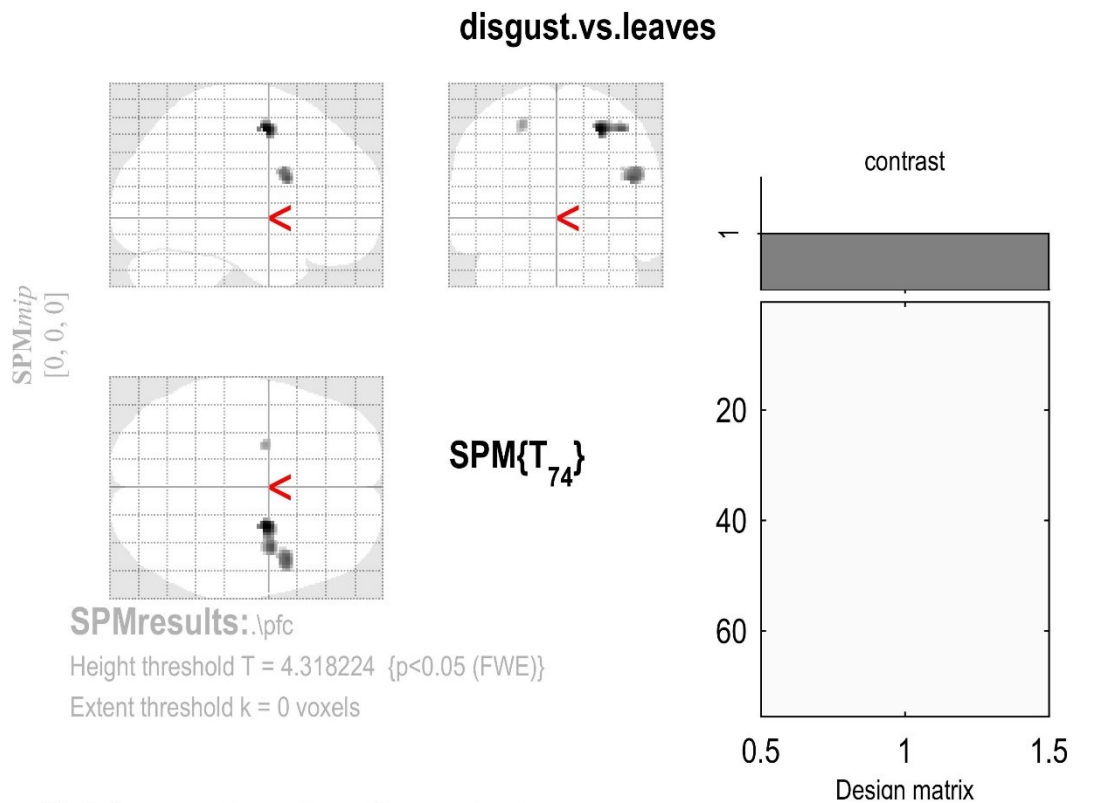 disgust.vs.leaves
SPMmip
[0, 0, 0]
<
<
<
SPM{T74}
SPMresults:.\pfc
Height threshold T = 4.318224 {p<0.05 (FWE)}
Extent threshold k = 0 voxels
contrast
1
20
40
60
0.5 1 1.5
Design matrix